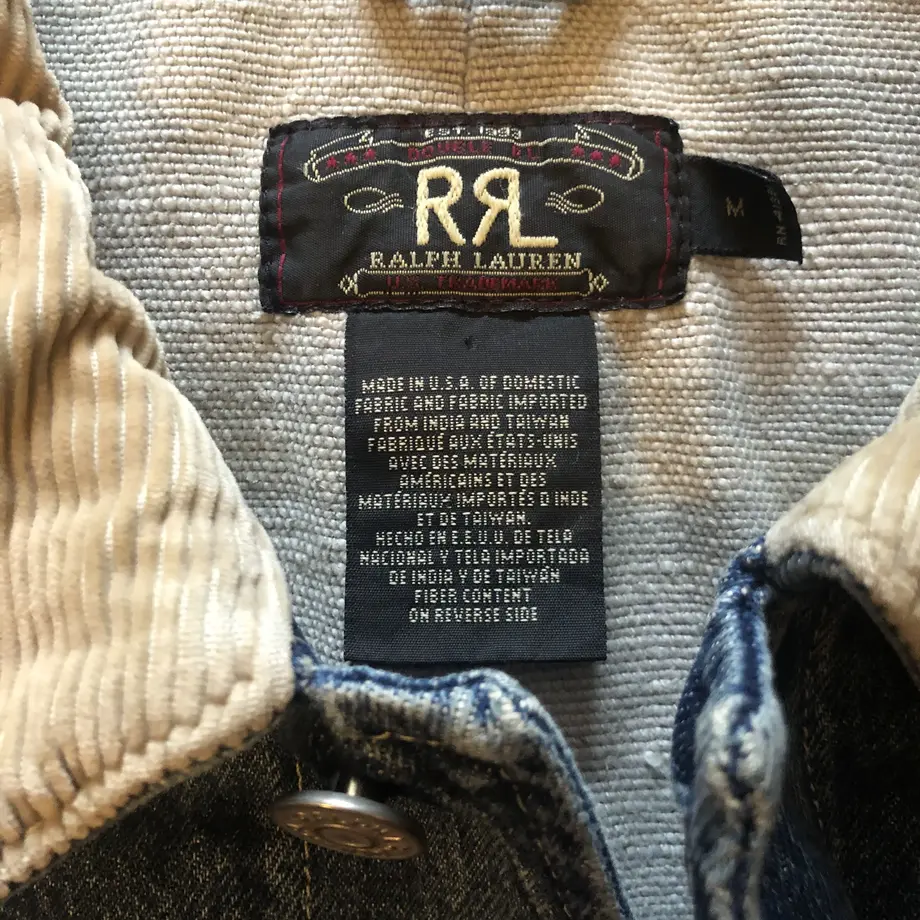 EST. 1993
DOUBLE RL
RRL
RALPH LAUREN
TRADEMARK
M
MADE IN U.S.A. OF DOMESTIC
FABRIC AND FABRIC IMPORTED
FROM INDIA AND TAIWAN
FABRIQUÉ AUX ÉTATS-UNIS
AVEC DES MATÉRIAUX
AMÉRICAINS ET DES
MATÉRIAUX IMPORTÉS D INDE
ET DE TAIWAN.
HECHO EN E.E.U.U. DE TELA
NACIONAL Y TELA IMPORTADA
DE INDIA Y DE TAIWÁN
FIBER CONTENT
ON REVERSE SIDE